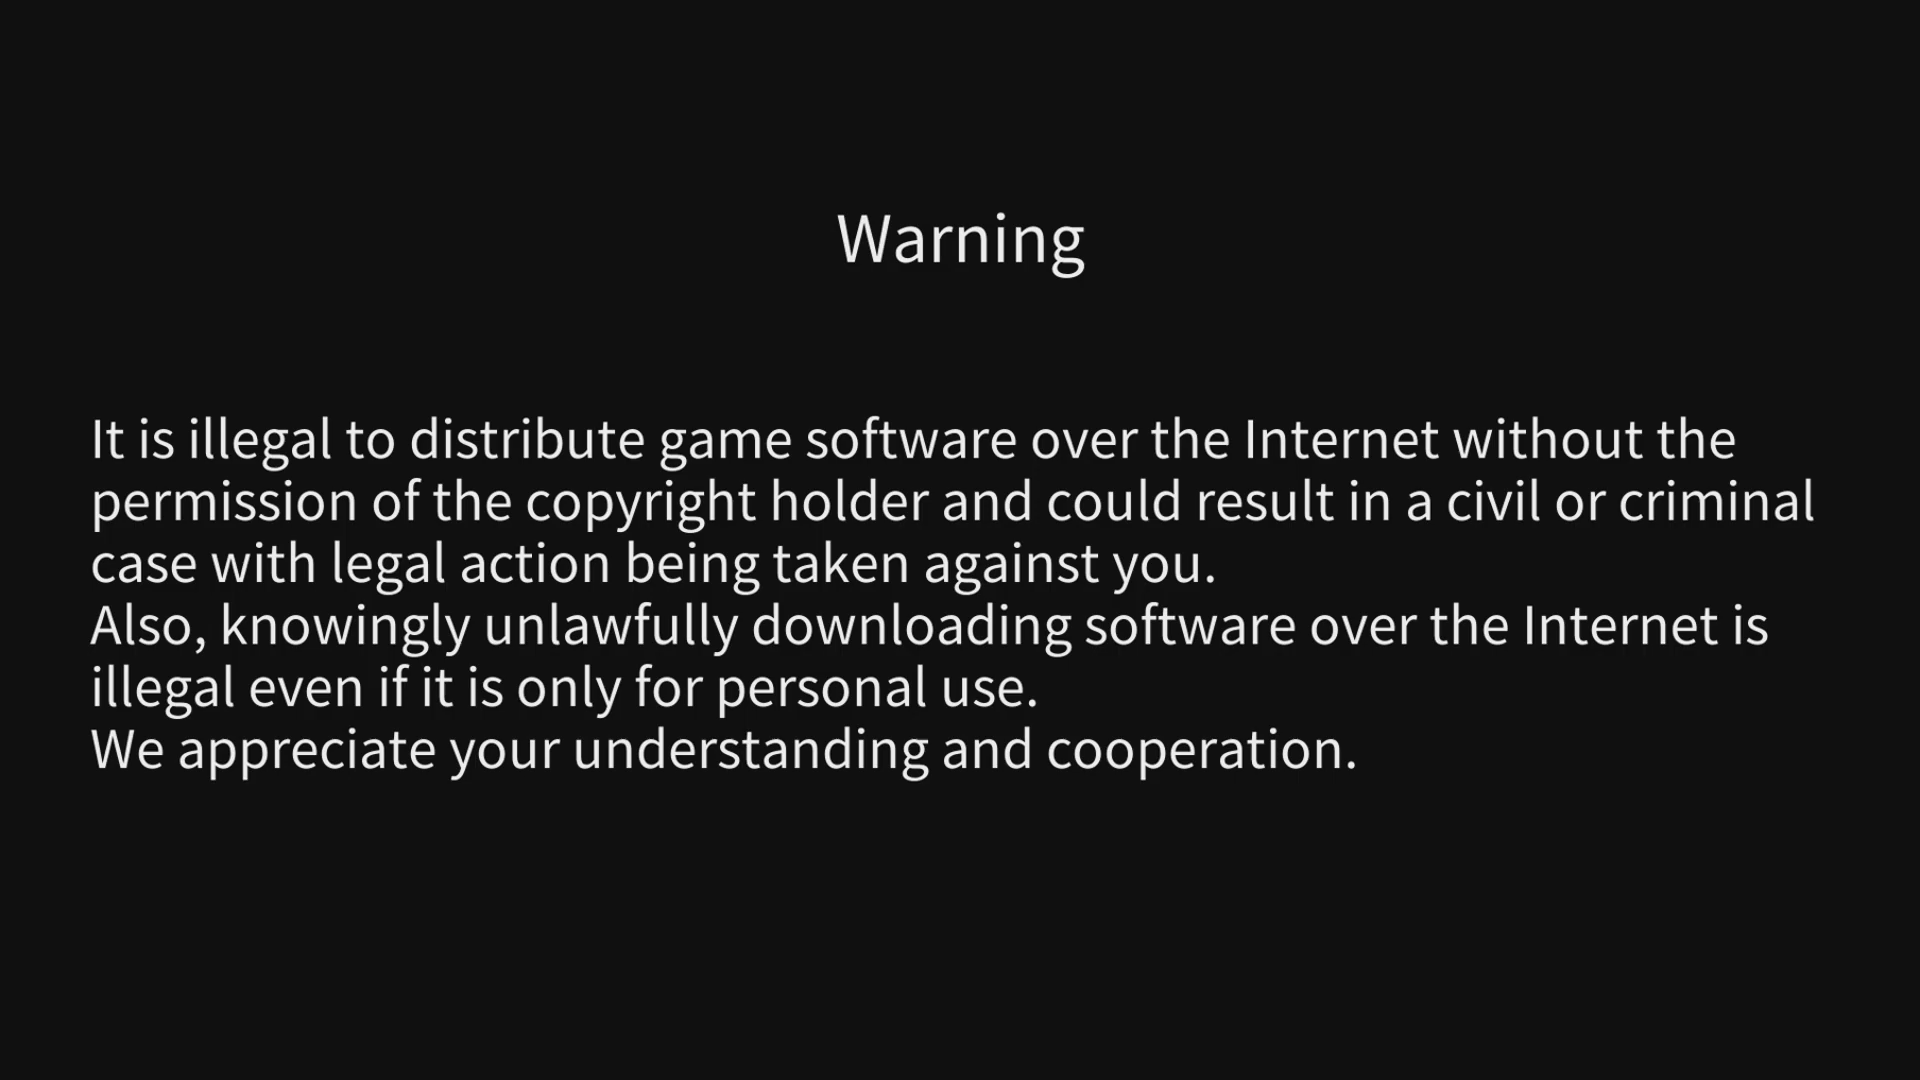 Warning
It is illegal to distribute game software over the Internet without the
permission of the copyright holder and could result in a civil or criminal
case with legal action being taken against you.
Also, knowingly unlawfully downloading software over the Internet is
illegal even if it is only for personal use.
We appreciate your understanding and cooperation.